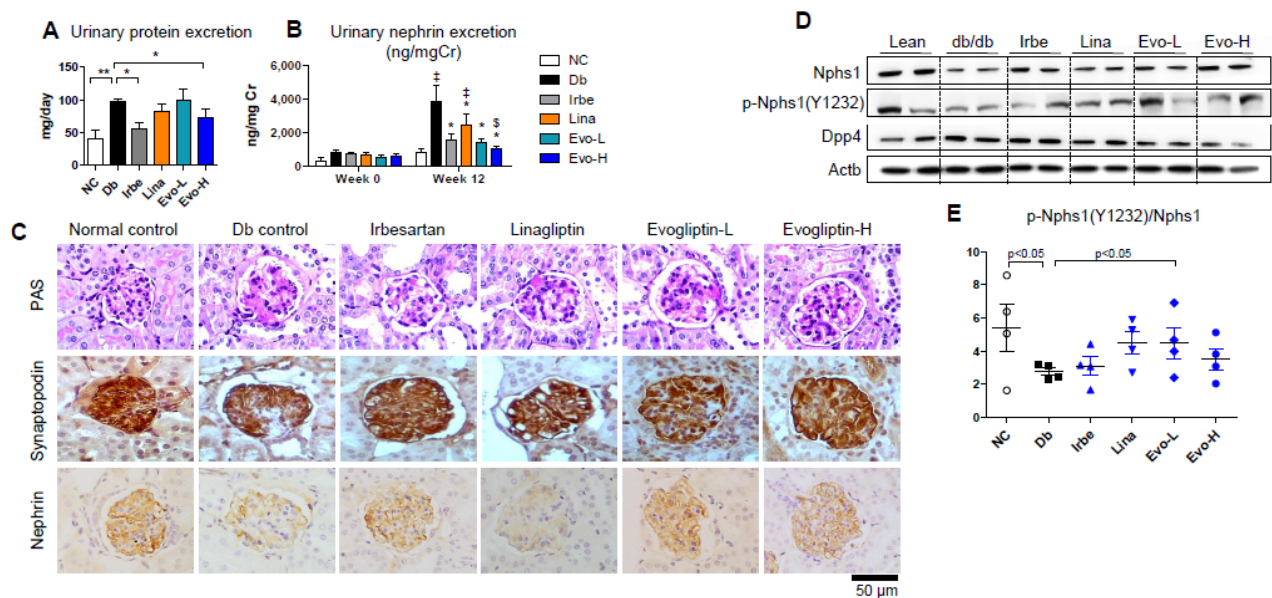 A Urinary protein excretion
**
*
*
mg/day
150
100
50
0
NC
Db
Irbe
Lina
Evo-L
Evo-H
B Urinary nephrin excretion
(ng/mgCr)
ng/mg Cr
6,000
4,000
2,000
0
‡
*
‡
*
*
$
*
Week 0
Week 12
NC
Db
Irbe
Lina
Evo-L
Evo-H
C
Normal control
Db control
Irbesartan
Linagliptin
Evogliptin-L
Evogliptin-H
PAS
Synaptopodin
Nephrin
50 µm
D
Lean
db/db
Irbe
Lina
Evo-L
Evo-H
Nphs1
p-Nphs1(Y1232)
Dpp4
Actb
E
p-Nphs1(Y1232)/Nphs1
p<0.05
p<0.05
10
8
6
4
2
0
NC
Db
Irbe
Lina
Evo-L
Evo-H